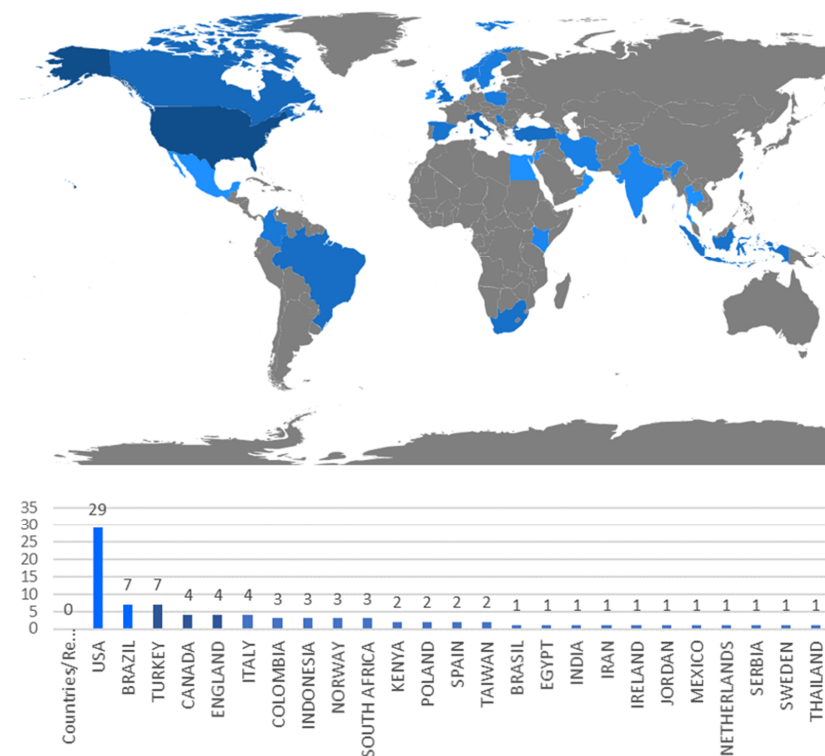 35
30
25
20
15
10
5
0
0
29
7
7
4
4
4
3
3
3
3
2
2
2
2
1
1
1
1
1
1
1
1
1
1
1
Countries/Re...
USA
BRAZIL
TURKEY
CANADA
ENGLAND
ITALY
COLOMBIA
INDONESIA
NORWAY
SOUTH AFRICA
KENYA
POLAND
SPAIN
TAIWAN
BRASIL
EGYPT
INDIA
IRAN
IRELAND
JORDAN
MEXICO
NETHERLANDS
SERBIA
SWEDEN
THAILAND